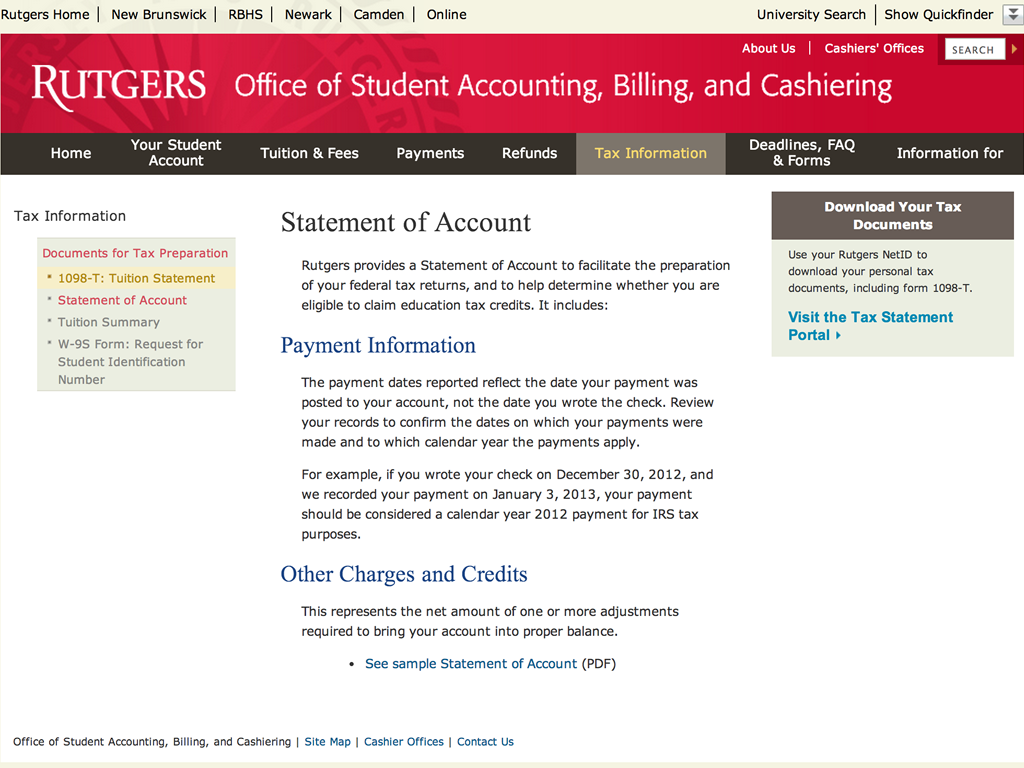 Rutgers Home | New Brunswick | RBHS | Newark | Camden | Online
University Search | Show Quickfinder
About Us | Cashiers' Offices
SEARCH
RUTGERS Office of Student Accounting, Billing, and Cashiering
Home
Your Student
Account
Tuition & Fees
Payments
Refunds
Tax Information
Deadlines, FAQ
& Forms
Information for
Tax Information
Documents for Tax Preparation
1098-T: Tuition Statement
Statement of Account
Tuition Summary
W-9S Form: Request for
Student Identification
Number
Statement of Account
Rutgers provides a Statement of Account to facilitate the preparation
of your federal tax returns, and to help determine whether you are
eligible to claim education tax credits. It includes:
Payment Information
The payment dates reported reflect the date your payment was
posted to your account, not the date you wrote the check. Review
your records to confirm the dates on which your payments were
made and to which calendar year the payments apply.
For example, if you wrote your check on December 30, 2012, and
we recorded your payment on January 3, 2013, your payment
should be considered a calendar year 2012 payment for IRS tax
purposes.
Other Charges and Credits
This represents the net amount of one or more adjustments
required to bring your account into proper balance.
• See sample Statement of Account (PDF)
Download Your Tax
Documents
Use your Rutgers NetID to
download your personal tax
documents, including form 1098-T.
Visit the Tax Statement
Portal
Office of Student Accounting, Billing, and Cashiering | Site Map | Cashier Offices | Contact Us